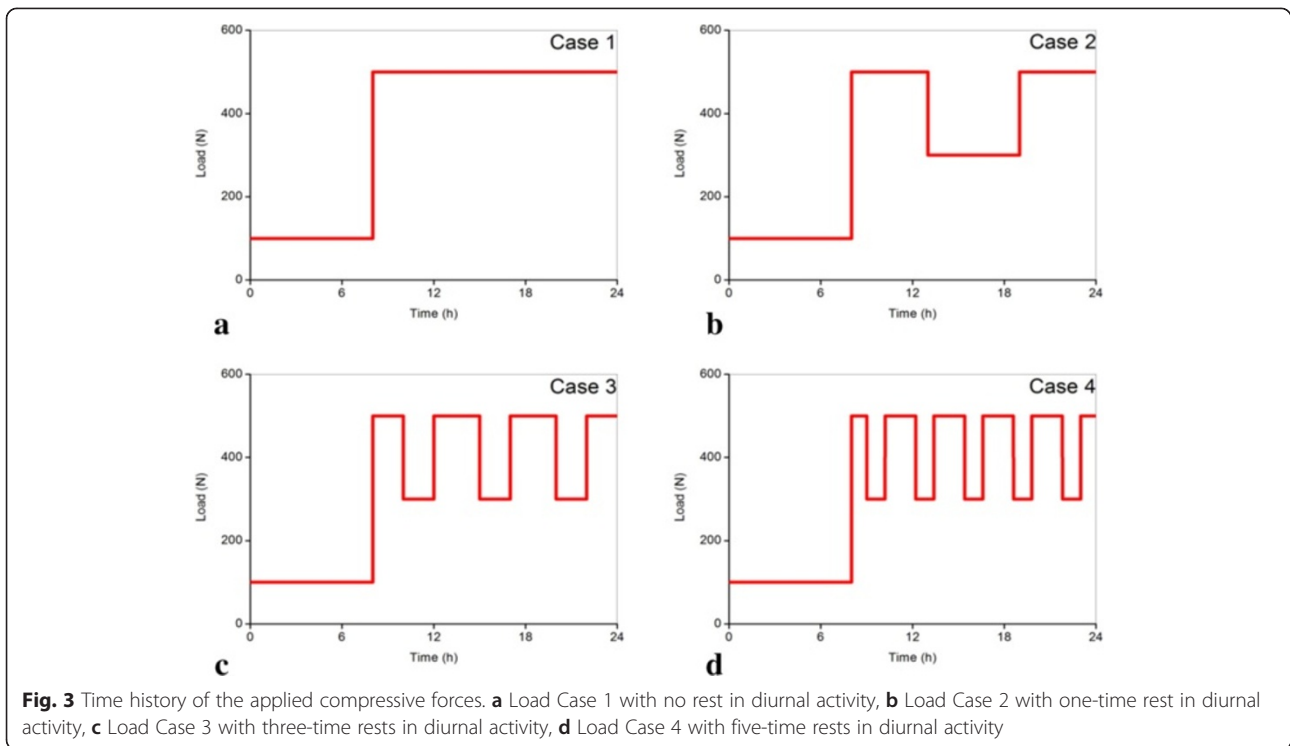 600
Case 1
400
Load (N)
200
0
0 6 12 18 24
Time (h)
a
600
Case 2
400
Load (N)
200
0
0 6 12 18 24
Time (h)
b
600
Case 3
400
Load (N)
200
0
0 6 12 18 24
Time (h)
c
600
Case 4
400
Load (N)
200
0
0 6 12 18 24
Time (h)
d
Fig. 3 Time history of the applied compressive forces. a Load Case 1 with no rest in diurnal activity, b Load Case 2 with one-time rest in diurnal
activity, c Load Case 3 with three-time rests in diurnal activity, d Load Case 4 with five-time rests in diurnal activity